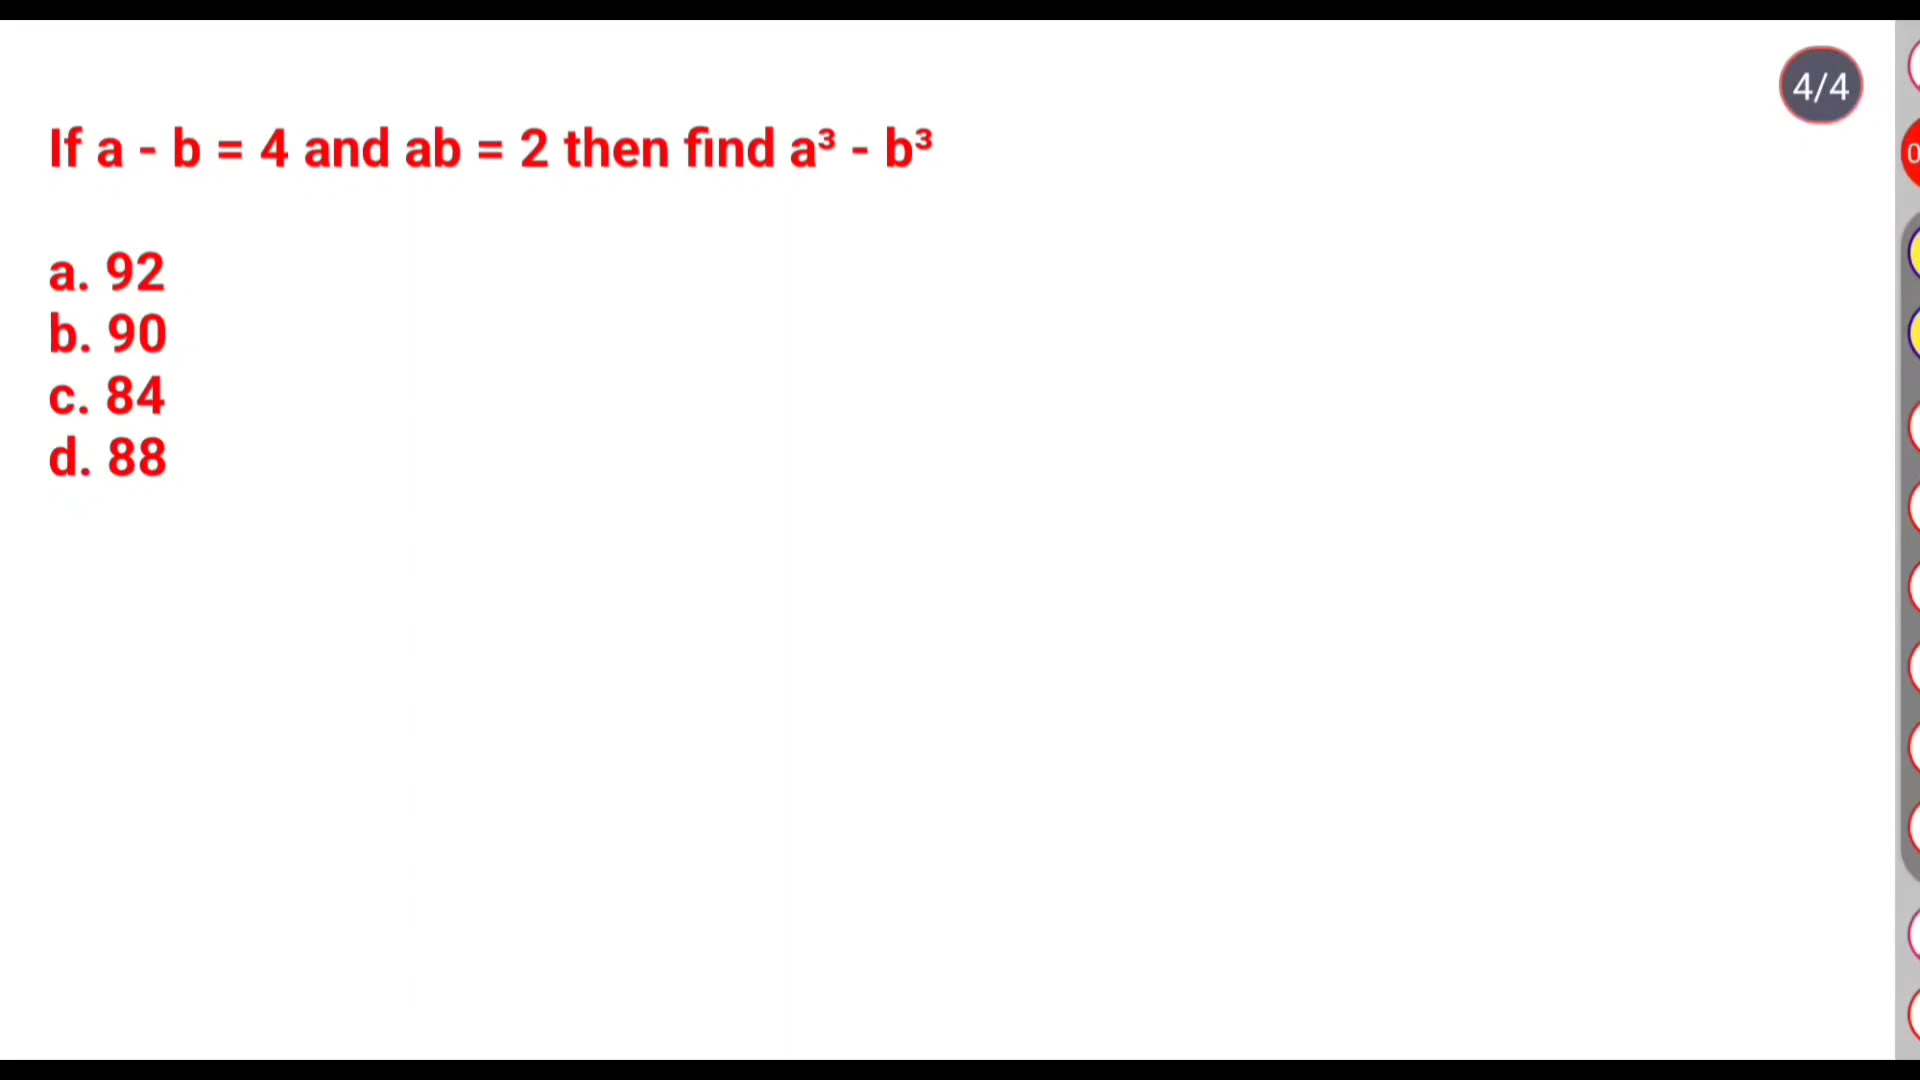 4/4
If a - b = 4 and ab = 2 then find a³ - b³
a. 92
b. 90
c. 84
d. 88